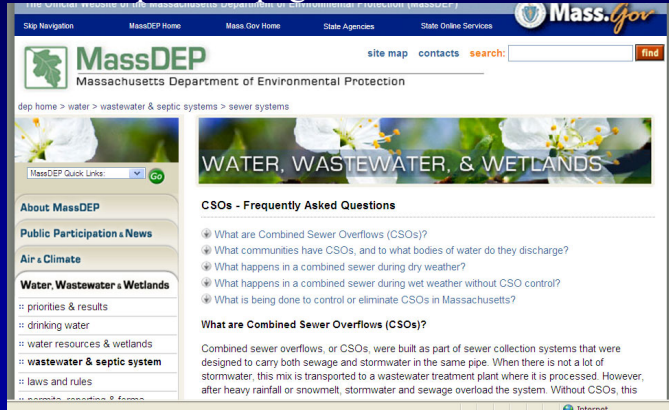 The Official Website of the Massachusetts Department of Environmental Protection (MassDEP)
Mass.Gov
Skip Navigation MassDEP Home Mass.Gov Home State Agencies State Online Services
MassDEP
site map contacts search: find
Massachusetts Department of Environmental Protection
dep home > water > wastewater & septic systems > sewer systems
WATER, WASTEWATER, & WETLANDS
MassDEP Quick Links: Go
About MassDEP
Public Participation & News
Air & Climate
Water, Wastewater & Wetlands
:: priorities & results
:: drinking water
:: water resources & wetlands
:: wastewater & septic system
:: laws and rules
:: permits, reporting & forms
CSOs - Frequently Asked Questions
What are Combined Sewer Overflows (CSOs)?
What communities have CSOs, and to what bodies of water do they discharge?
What happens in a combined sewer during dry weather?
What happens in a combined sewer during wet weather without CSO control?
What is being done to control or eliminate CSOs in Massachusetts?
What are Combined Sewer Overflows (CSOs)?
Combined sewer overflows, or CSOs, were built as part of sewer collection systems that were
designed to carry both sewage and stormwater in the same pipe. When there is not a lot of
stormwater, this mix is transported to a wastewater treatment plant where it is processed. However,
after heavy rainfall or snowmelt, stormwater and sewage overload the system. Without CSOs, this
Internet